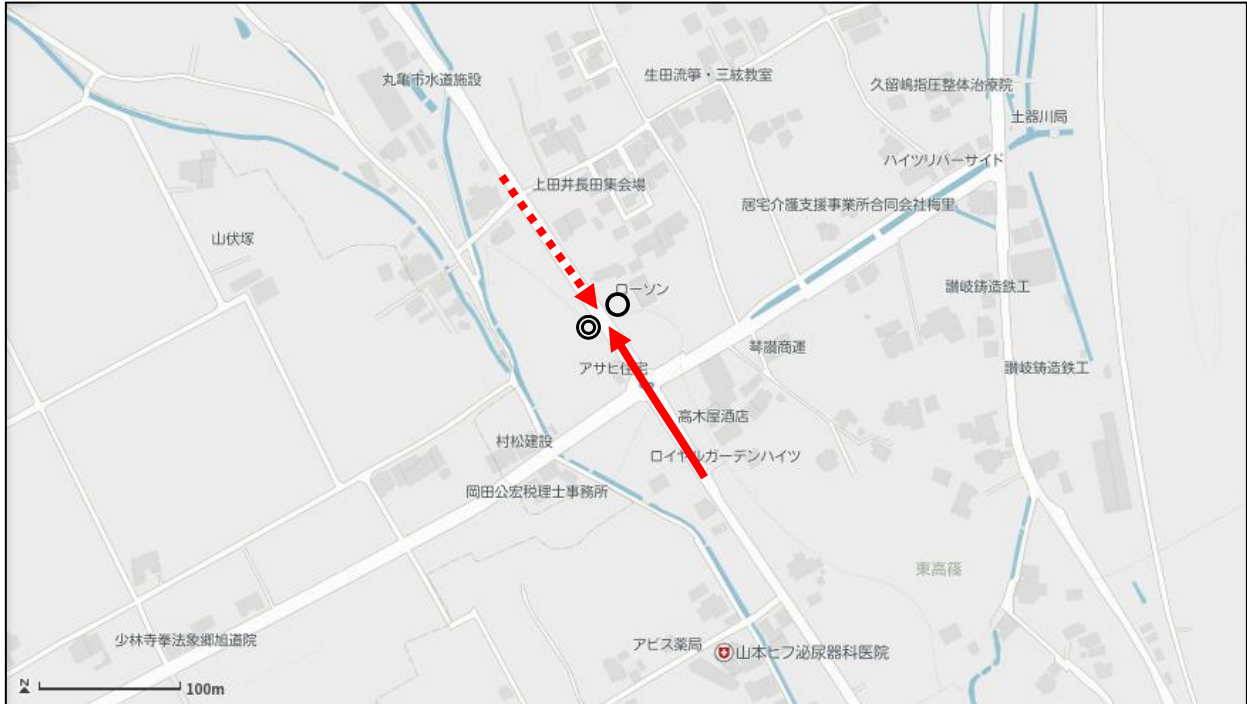 丸亀市水道施設
生田流箏・三絃教室
久留嶋指圧整体治療院
土器川局
ハイツリバーサイド
上田井長田集会場
居宅介護支援事業所合同会社梅里
山伏塚
ローソン
讃岐鋳造鉄工
琴讃商運
アサヒ住宅
讃岐鋳造鉄工
高木屋酒店
村松建設
ロイヤルガーデンハイツ
岡田公宏税理士事務所
東高篠
少林寺拳法象郷旭道院
アピス薬局
山本ヒフ泌尿器科医院
N
100m